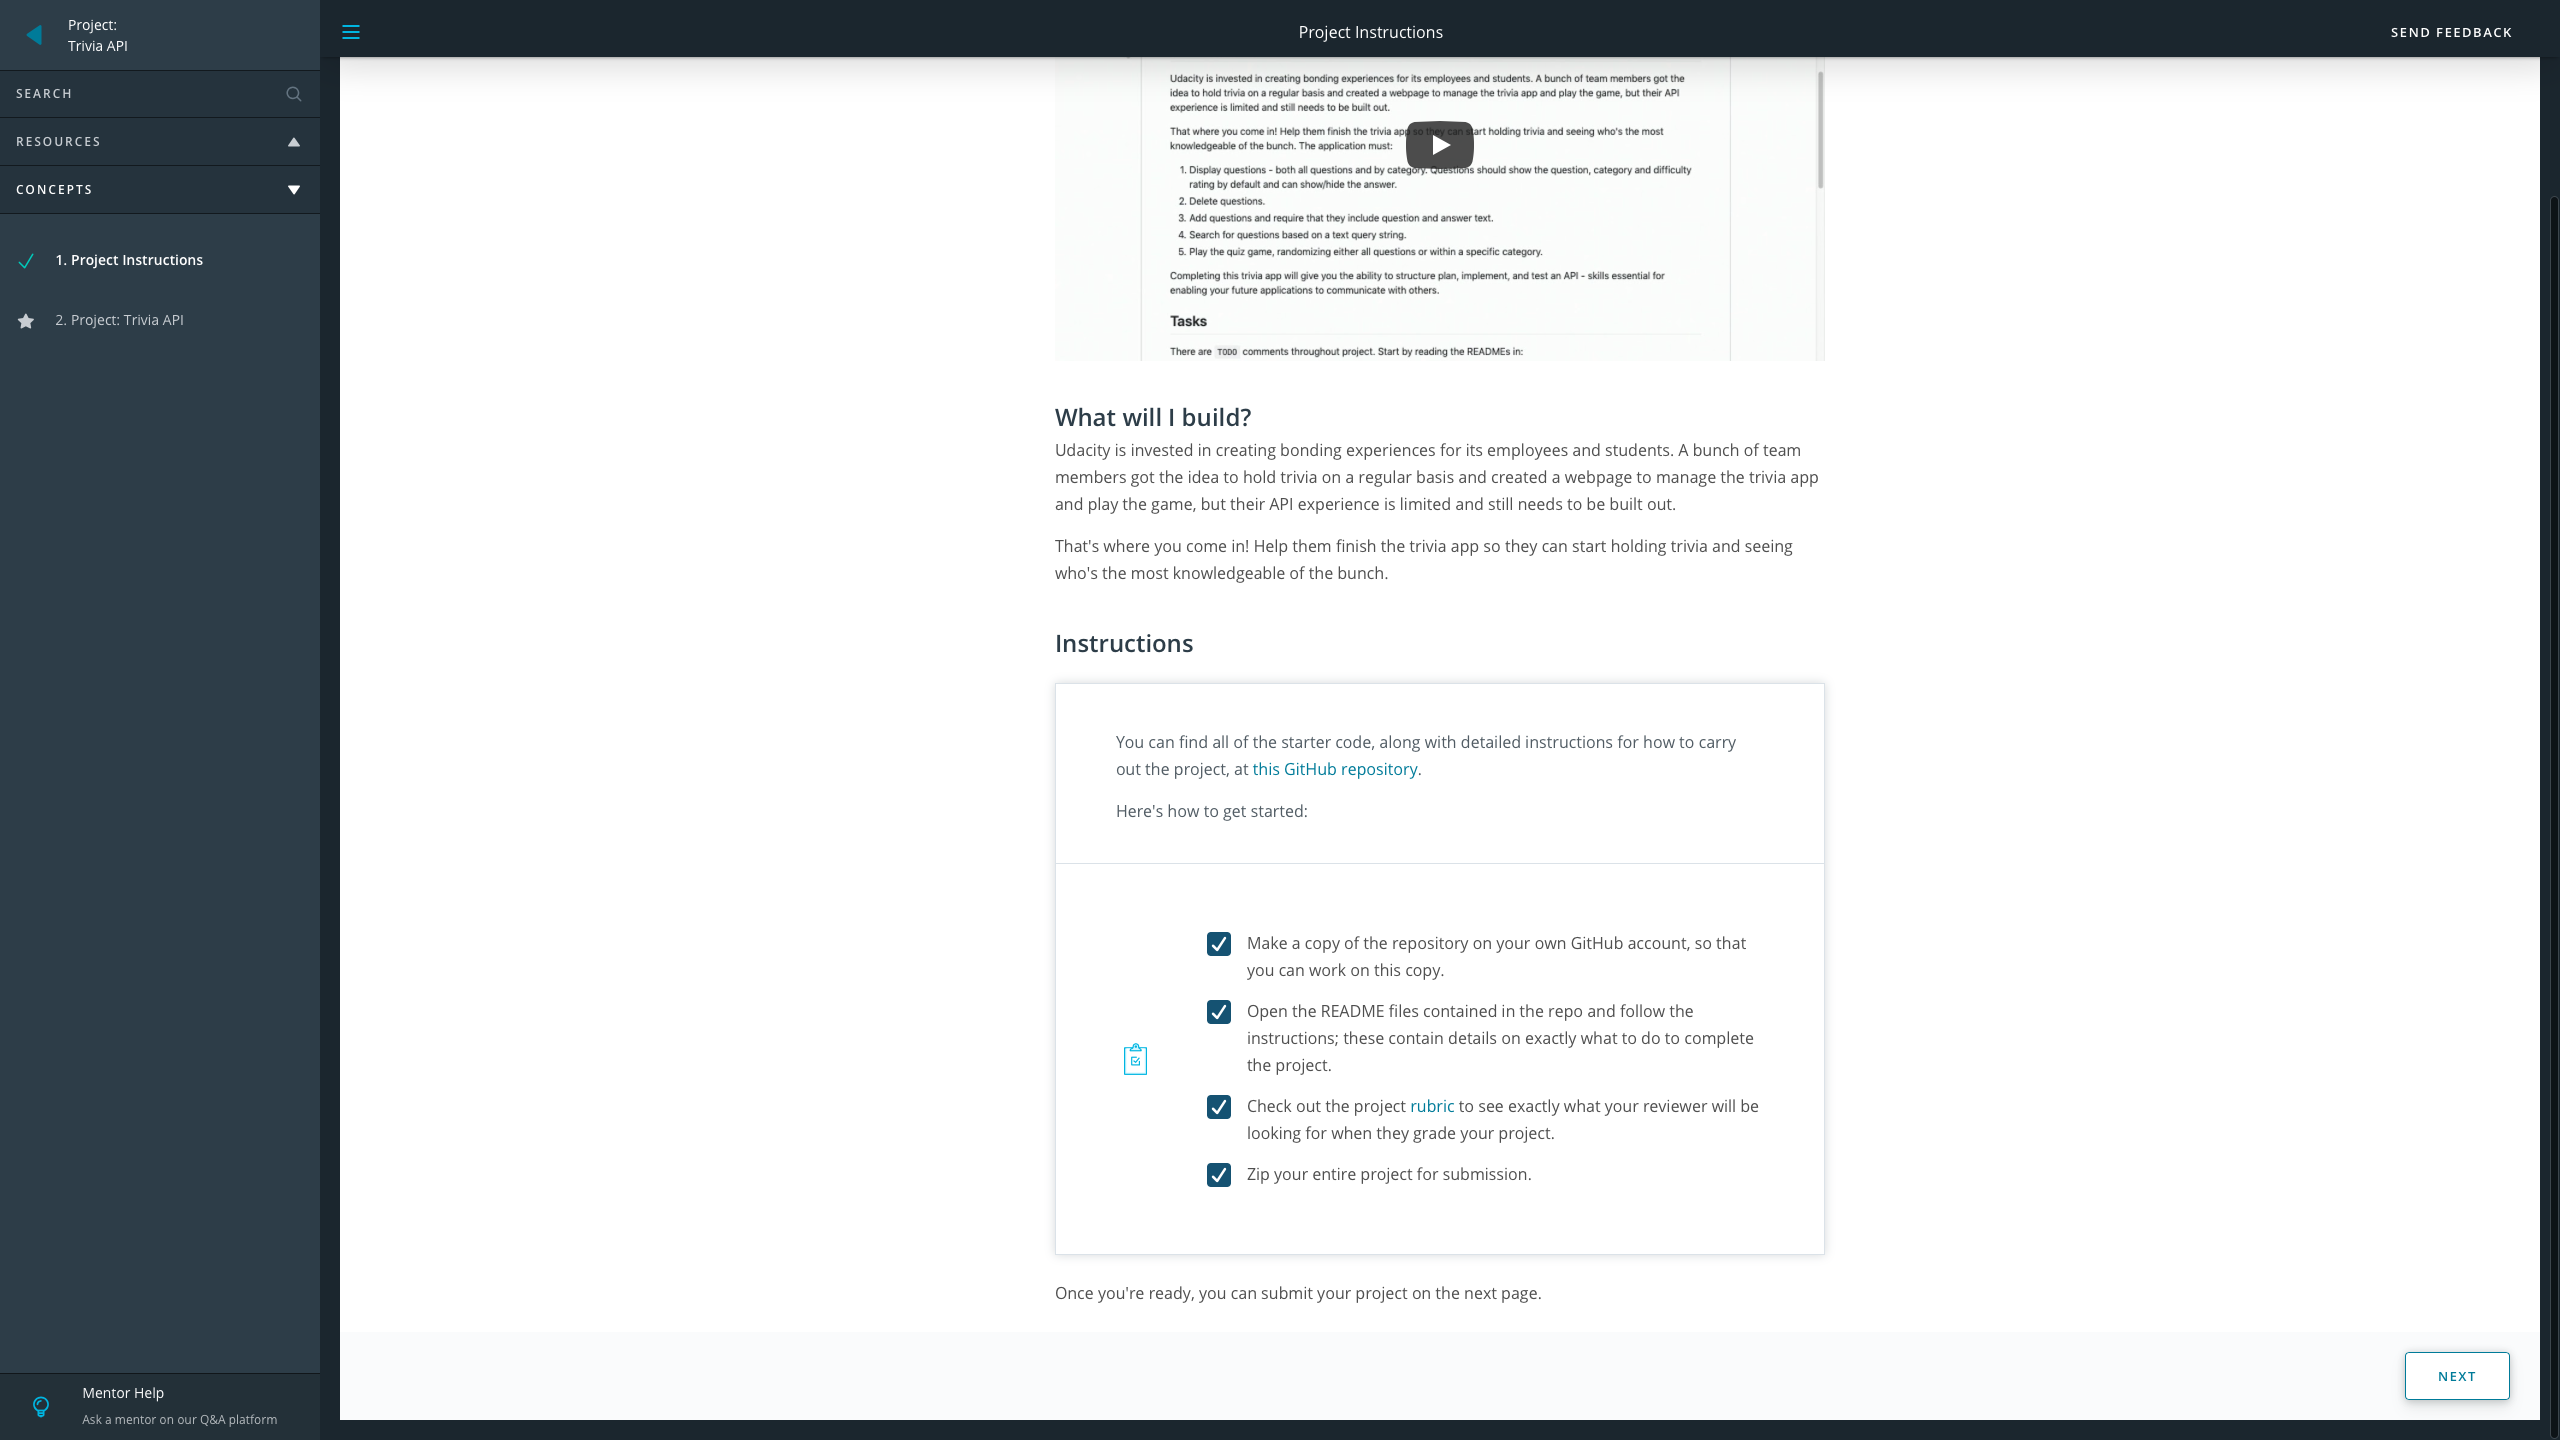 Project:
Trivia API
SEARCH
RESOURCES
CONCEPTS
1. Project Instructions
2. Project: Trivia API
Mentor Help
Ask a mentor on our Q&A platform
Project Instructions
SEND FEEDBACK
Udacity is invested in creating bonding experiences for its employees and students. A bunch of team members got the
idea to hold trivia on a regular basis and created a webpage to manage the trivia app and play the game, but their API
experience is limited and still needs to be built out.
That where you come in! Help them finish the trivia app so they can start holding trivia and seeing who's the most
knowledgeable of the bunch. The application must:
1. Display questions - both all questions and by category. Questions should show the question, category and difficulty
rating by default and can show/hide the answer.
2. Delete questions.
3. Add questions and require that they include question and answer text.
4. Search for questions based on a text query string.
5. Play the quiz game, randomizing either all questions or within a specific category.
Completing this trivia app will give you the ability to structure plan, implement, and test an API - skills essential for
enabling your future applications to communicate with others.
Tasks
There are TODO comments throughout project. Start by reading the READMEs in:
What will I build?
Udacity is invested in creating bonding experiences for its employees and students. A bunch of team
members got the idea to hold trivia on a regular basis and created a webpage to manage the trivia app
and play the game, but their API experience is limited and still needs to be built out.
That's where you come in! Help them finish the trivia app so they can start holding trivia and seeing
who's the most knowledgeable of the bunch.
Instructions
You can find all of the starter code, along with detailed instructions for how to carry
out the project, at this GitHub repository.
Here's how to get started:
Make a copy of the repository on your own GitHub account, so that
you can work on this copy.
Open the README files contained in the repo and follow the
instructions; these contain details on exactly what to do to complete
the project.
Check out the project rubric to see exactly what your reviewer will be
looking for when they grade your project.
Zip your entire project for submission.
Once you're ready, you can submit your project on the next page.
NEXT